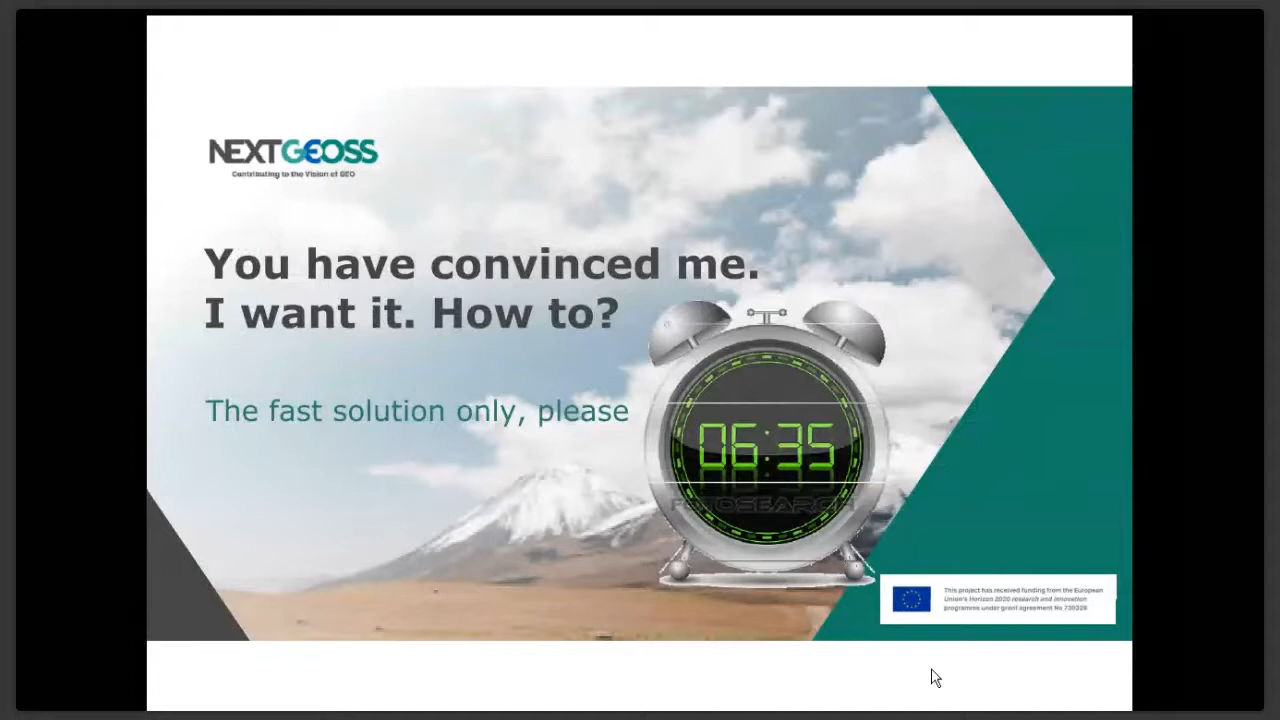 NEXTGEOSS
Contributing to the Vision of GEO
You have convinced me.
I want it. How to?
The fast solution only, please
06:35
FOTOSEARCH
This project has received funding from the European
Union's Horizon 2020 research and innovation
programme under grant agreement No 730329